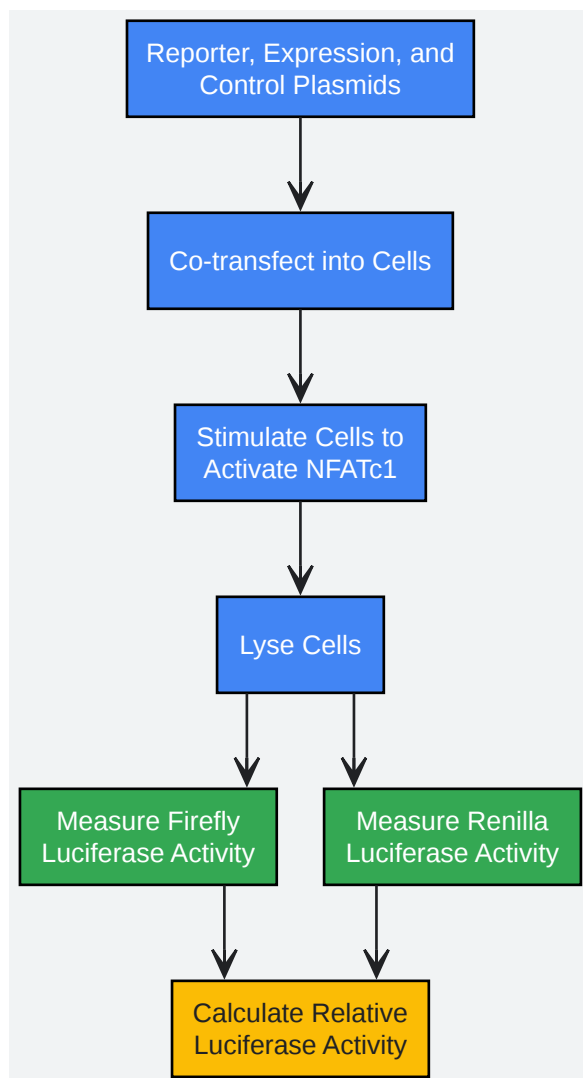 Reporter, Expression, and
Control Plasmids
Co-transfect into Cells
Stimulate Cells to
Activate NFATc1
Lyse Cells
Measure Firefly
Luciferase Activity
Measure Renilla
Luciferase Activity
Calculate Relative
Luciferase Activity